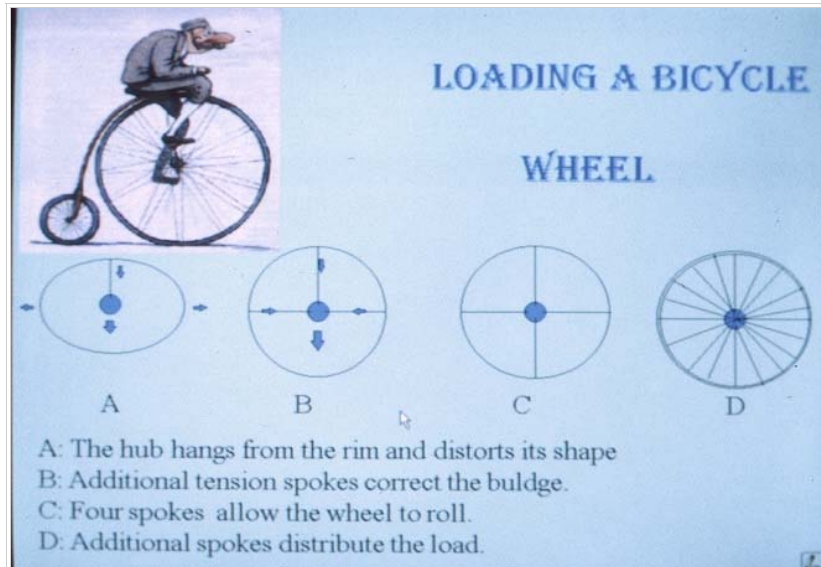 LOADING A BICYCLE
WHEEL
A B C D
A: The hub hangs from the rim and distorts its shape
B: Additional tension spokes correct the buldge.
C: Four spokes allow the wheel to roll.
D: Additional spokes distribute the load.